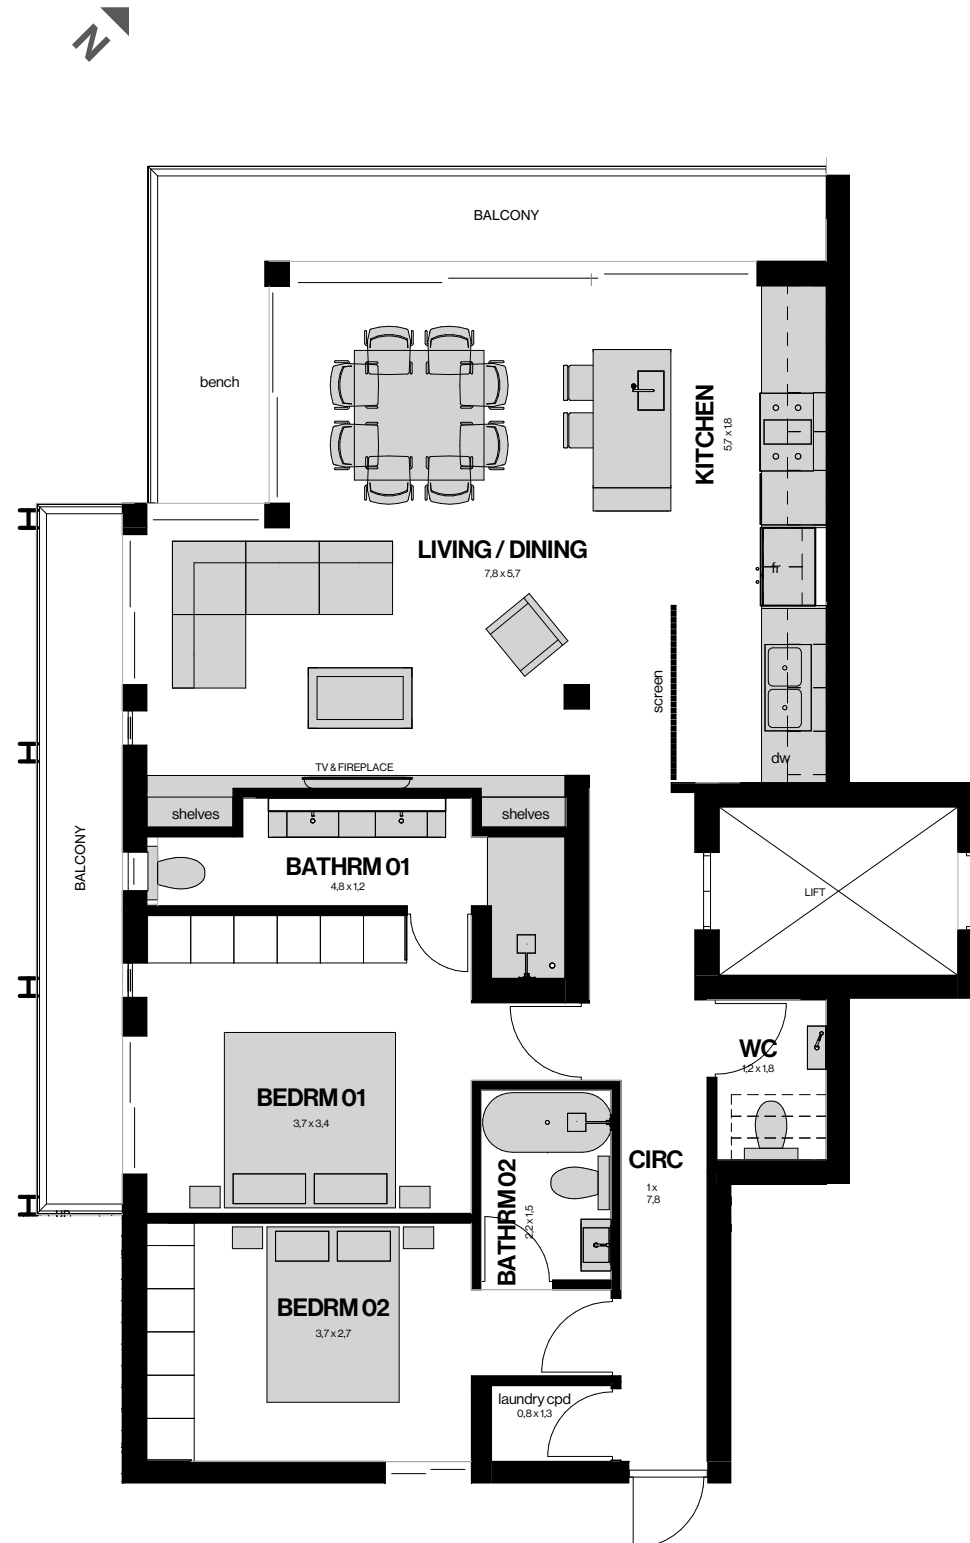 N
BALCONY
bench
KITCHEN
5,7 x 1,8
LIVING / DINING
7,8 x 5,7
fr
screen
dw
TV & FIREPLACE
shelves
shelves
BATHRM 01
4,8 x 1,2
BALCONY
LIFT
WC
1,2 x 1,8
BEDRM 01
3,7 x 3,4
BATHRM 02
2,2 x 1,5
CIRC
1 x
7,8
BEDRM 02
3,7 x 2,7
laundry cpd
0,8 x 1,3